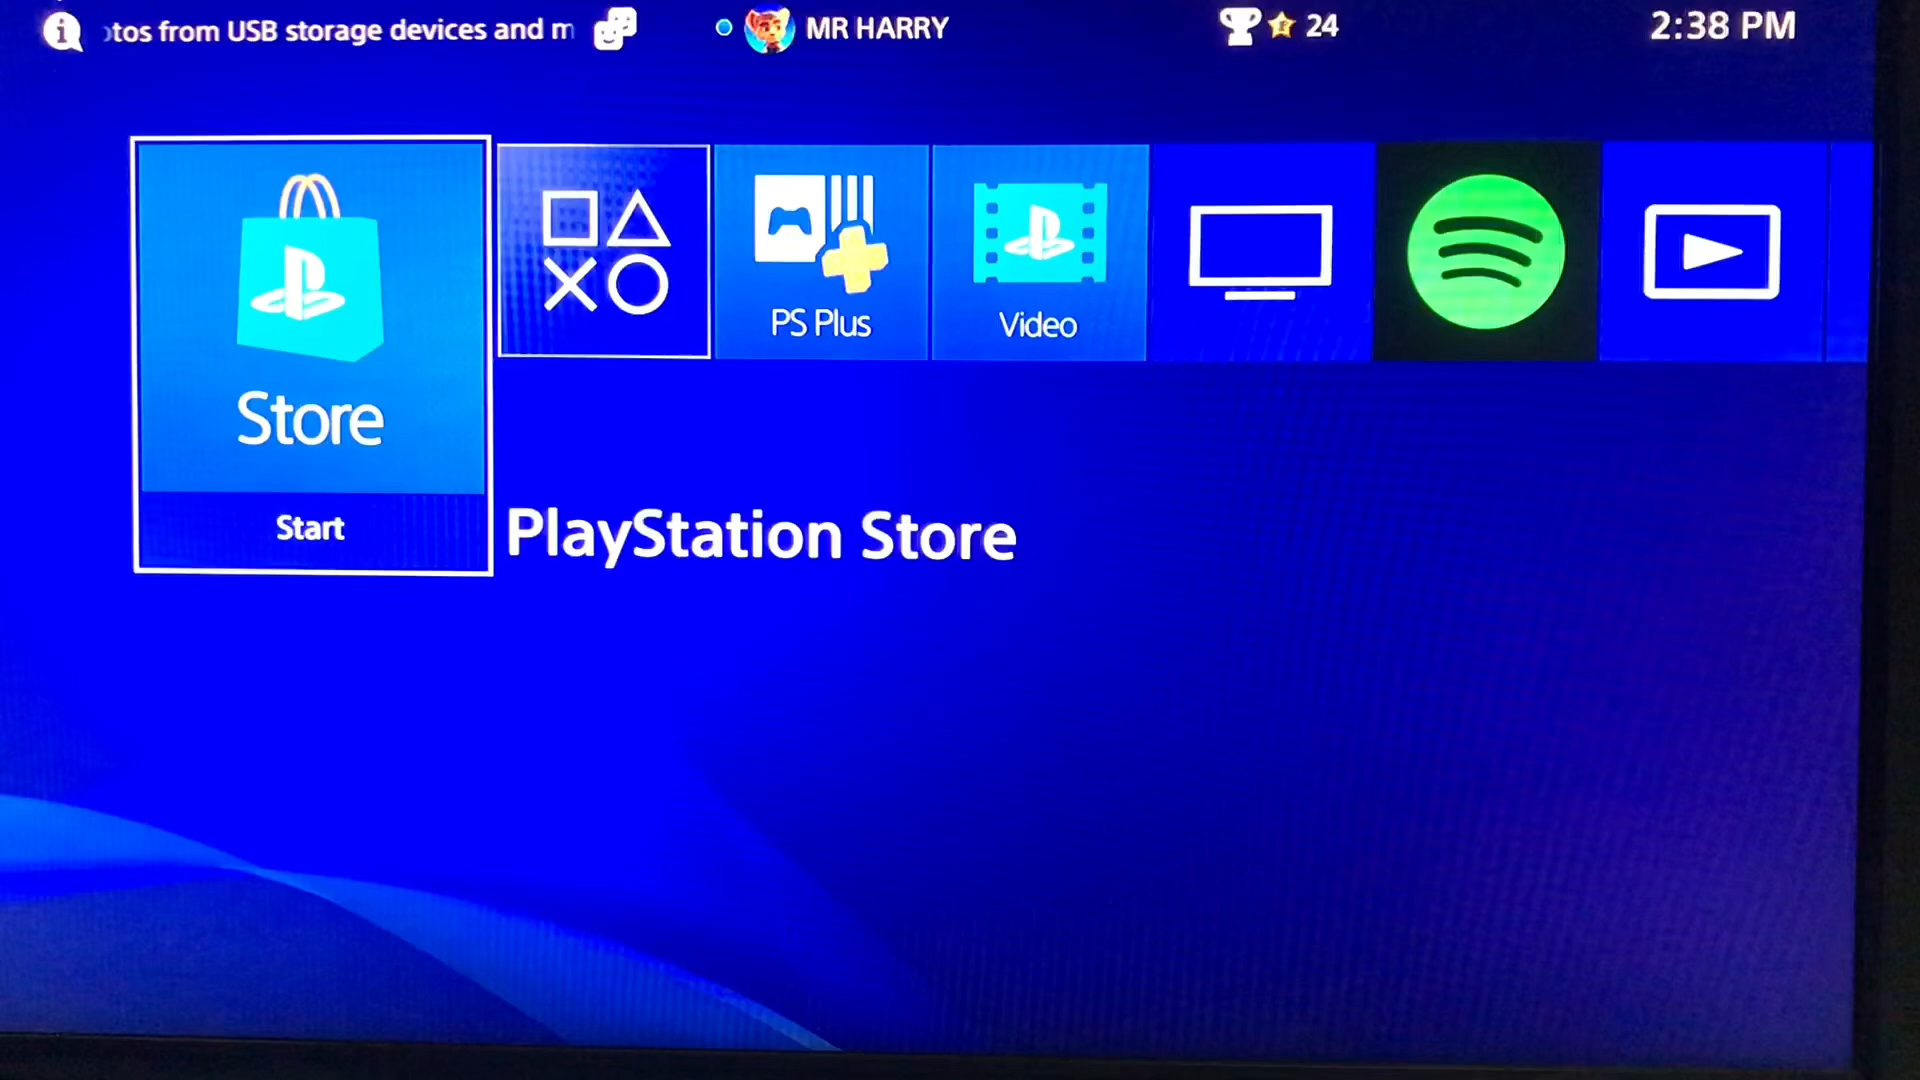 tos from USB storage devices and m
MR HARRY
24
2:38 PM
Store
Start
PS Plus
Video
PlayStation Store